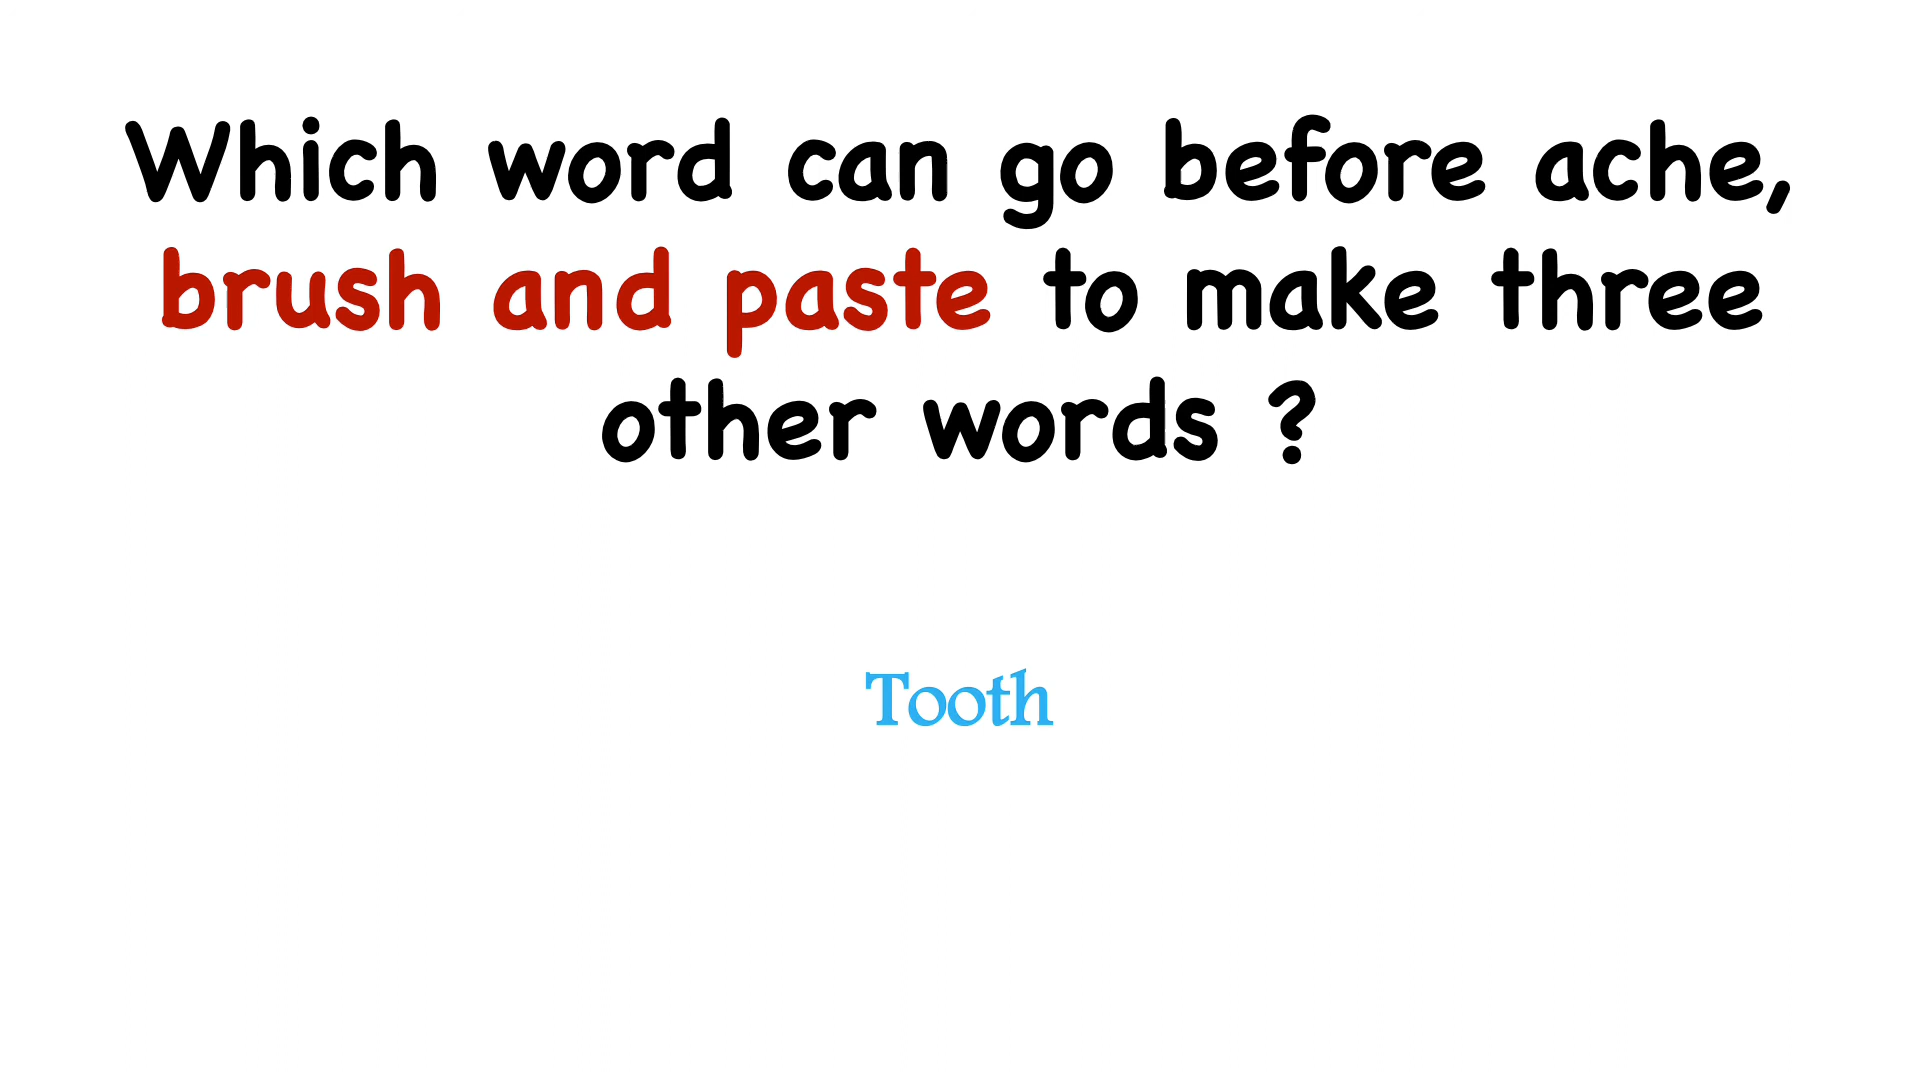 Which word can go before ache,
brush and paste to make three
other words ?
Tooth